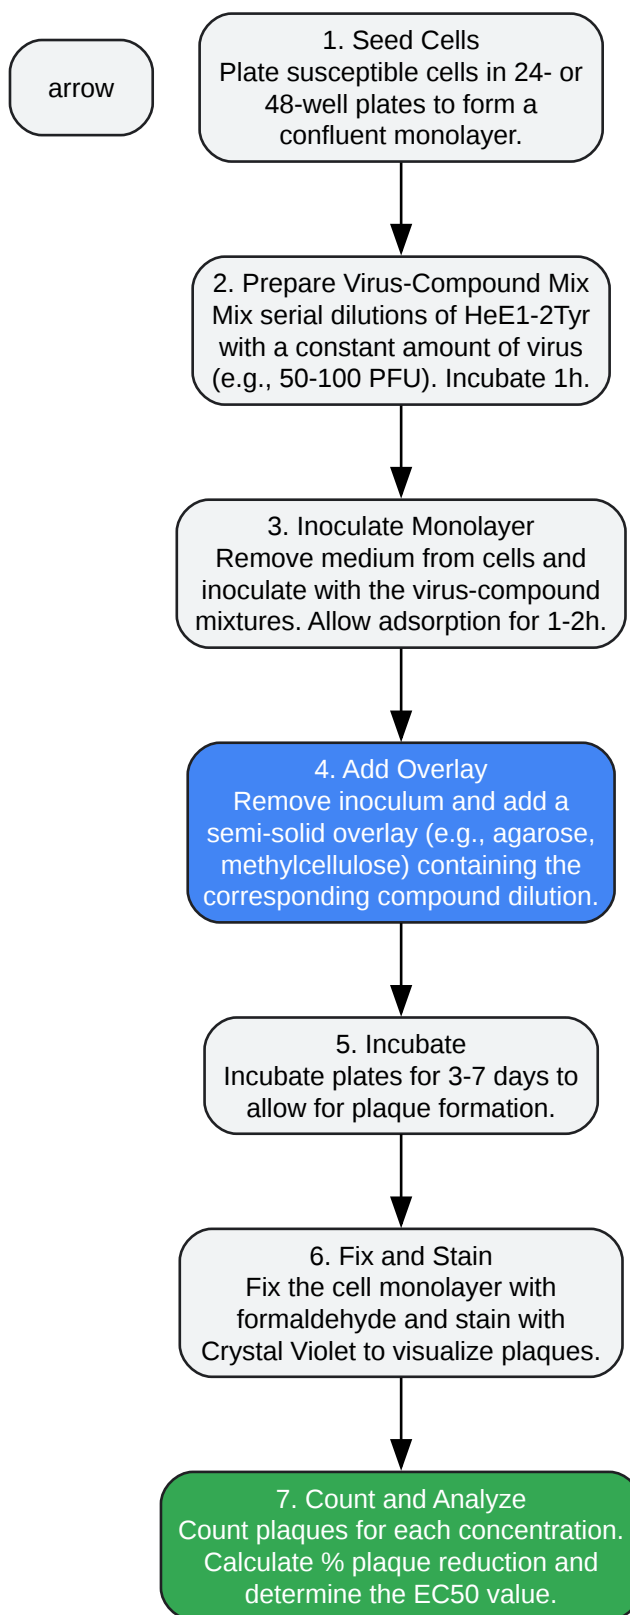 arrow
1. Seed Cells
Plate susceptible cells in 24- or
48-well plates to form a
confluent monolayer.
2. Prepare Virus-Compound Mix
Mix serial dilutions of HeE1-2Tyr
with a constant amount of virus
(e.g., 50-100 PFU). Incubate 1h.
3. Inoculate Monolayer
Remove medium from cells and
inoculate with the virus-compound
mixtures. Allow adsorption for 1-2h.
4. Add Overlay
Remove inoculum and add a
semi-solid overlay (e.g., agarose,
methylcellulose) containing the
corresponding compound dilution.
5. Incubate
Incubate plates for 3-7 days to
allow for plaque formation.
6. Fix and Stain
Fix the cell monolayer with
formaldehyde and stain with
Crystal Violet to visualize plaques.
7. Count and Analyze
Count plaques for each concentration.
Calculate % plaque reduction and
determine the EC50 value.